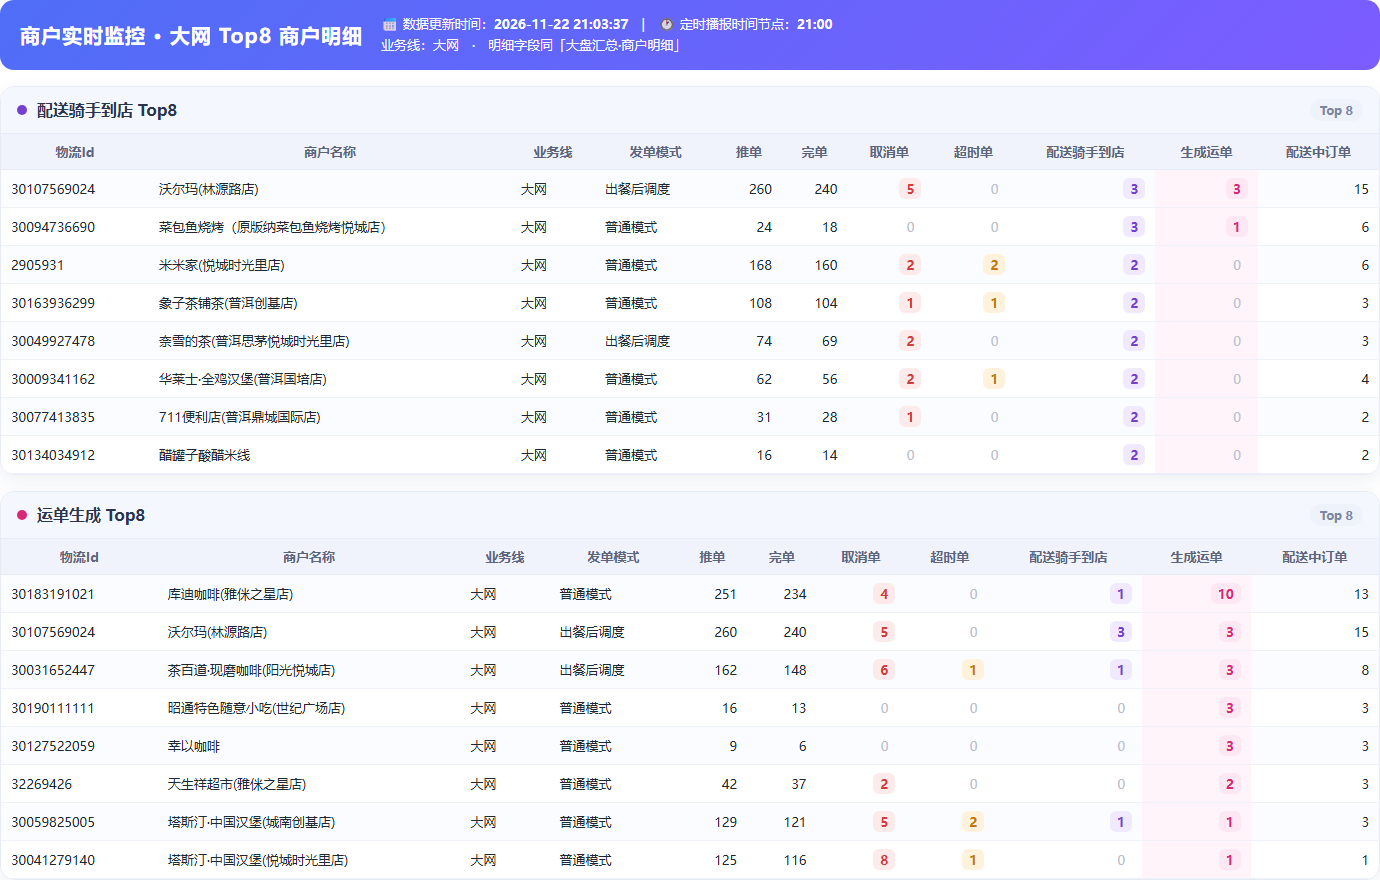 商户实时监控 • 大网 Top8 商户明细
数据更新时间：2026-11-22 21:03:37 | 定时播报时间节点：21:00
业务线：大网 · 明细字段同「大盘汇总·商户明细」
配送骑手到店 Top8 Top 8
物流Id 商户名称 业务线 发单模式 推单 完单 取消单 超时单 配送骑手到店 生成运单 配送中订单
30107569024 沃尔玛(林源路店) 大网 出餐后调度 260 240 5 0 3 3 15
30094736690 菜包鱼烧烤（原版纳菜包鱼烧烤悦城店） 大网 普通模式 24 18 0 0 3 1 6
2905931 米米家(悦城时光里店) 大网 普通模式 168 160 2 2 2 0 6
30163936299 象子茶铺茶(普洱创基店) 大网 普通模式 108 104 1 1 2 0 3
30049927478 奈雪的茶(普洱思茅悦城时光里店) 大网 出餐后调度 74 69 2 0 2 0 3
30009341162 华莱士·全鸡汉堡(普洱国培店) 大网 普通模式 62 56 2 1 2 0 4
30077413835 711便利店(普洱鼎城国际店) 大网 普通模式 31 28 1 0 2 0 2
30134034912 醋罐子酸醋米线 大网 普通模式 16 14 0 0 2 0 2
运单生成 Top8 Top 8
物流Id 商户名称 业务线 发单模式 推单 完单 取消单 超时单 配送骑手到店 生成运单 配送中订单
30183191021 库迪咖啡(雅侎之星店) 大网 普通模式 251 234 4 0 1 10 13
30107569024 沃尔玛(林源路店) 大网 出餐后调度 260 240 5 0 3 3 15
30031652447 茶百道·现磨咖啡(阳光悦城店) 大网 出餐后调度 162 148 6 1 1 3 8
30190111111 昭通特色随意小吃(世纪广场店) 大网 普通模式 16 13 0 0 0 3 3
30127522059 幸以咖啡 大网 普通模式 9 6 0 0 0 3 3
32269426 天生祥超市(雅侎之星店) 大网 普通模式 42 37 2 0 0 2 3
30059825005 塔斯汀·中国汉堡(城南创基店) 大网 普通模式 129 121 5 2 1 1 3
30041279140 塔斯汀·中国汉堡(悦城时光里店) 大网 普通模式 125 116 8 1 0 1 1